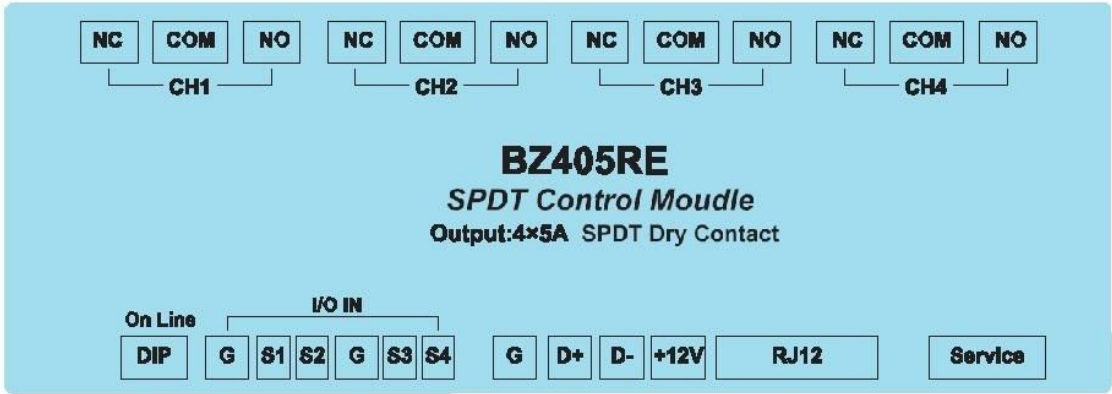 NC COM NO NC COM NO NC COM NO NC COM NO
CH1 CH2 CH3 CH4
BZ405RE
SPDT Control Moudle
Output:4×5A SPDT Dry Contact
I/O IN
On Line
DIP G S1 S2 G S3 S4 G D+ D- +12V RJ12 Service